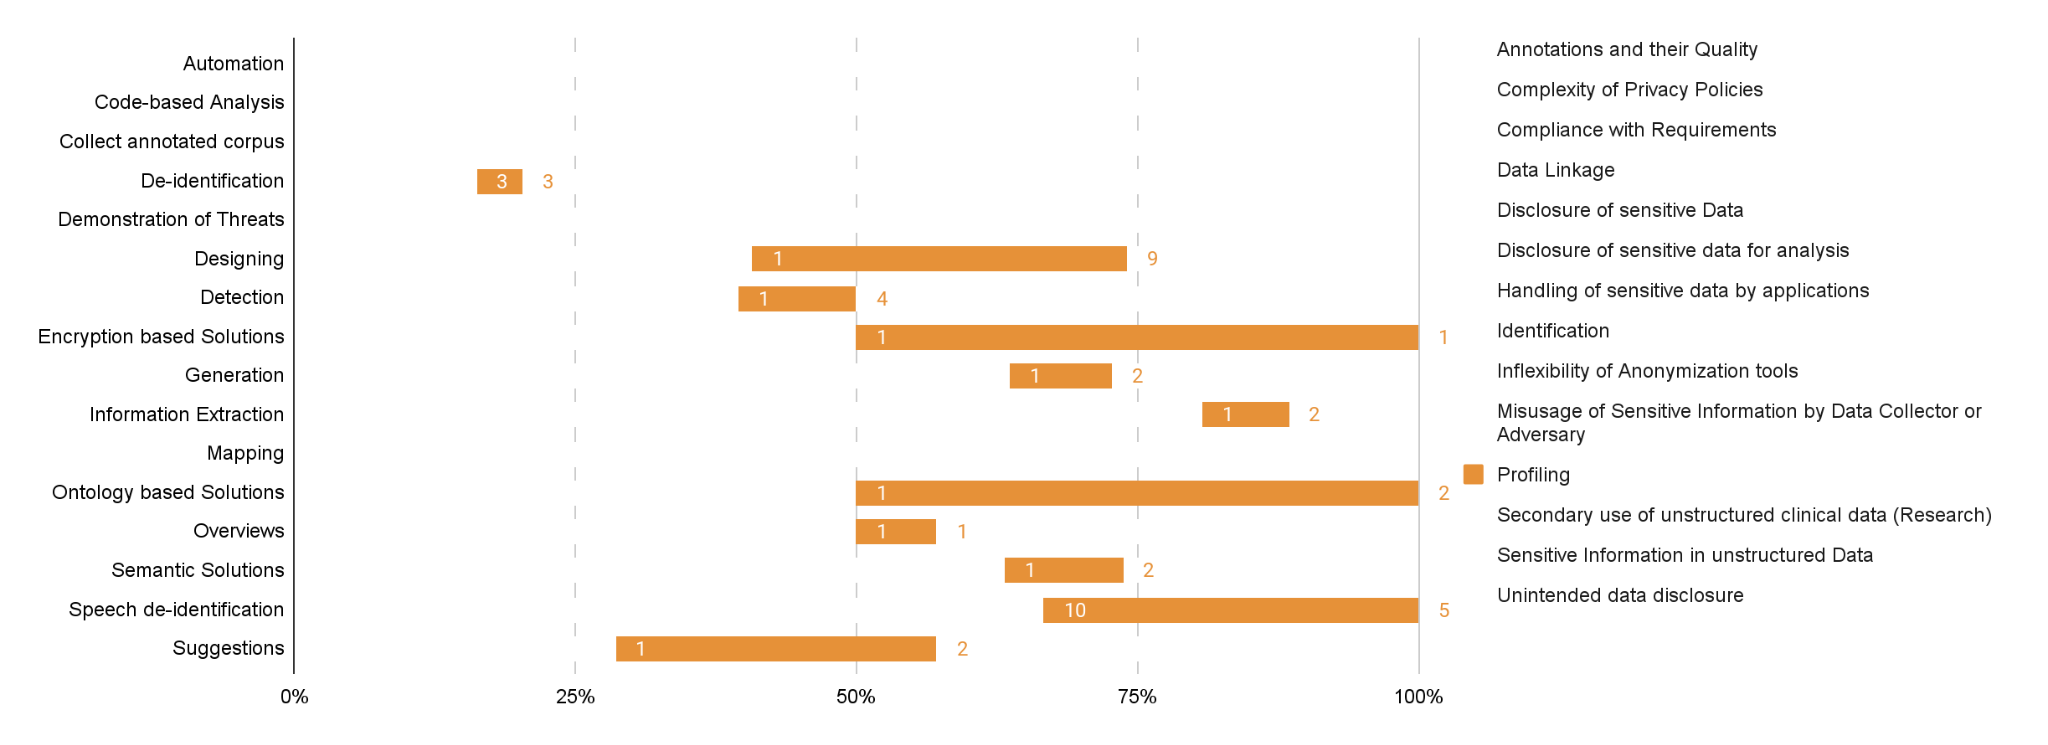 Automation
Code-based Analysis
Collect annotated corpus
De-identification 3 3
Demonstration of Threats
Designing 1 9
Detection 1 4
Encryption based Solutions 1 1
Generation 1 2
Information Extraction 1 2
Mapping
Ontology based Solutions 1 2
Overviews 1 1
Semantic Solutions 1 2
Speech de-identification 10 5
Suggestions 1 2
0% 25% 50% 75% 100%
Annotations and their Quality
Complexity of Privacy Policies
Compliance with Requirements
Data Linkage
Disclosure of sensitive Data
Disclosure of sensitive data for analysis
Handling of sensitive data by applications
Identification
Inflexibility of Anonymization tools
Misusage of Sensitive Information by Data Collector or
Adversary
Profiling
Secondary use of unstructured clinical data (Research)
Sensitive Information in unstructured Data
Unintended data disclosure